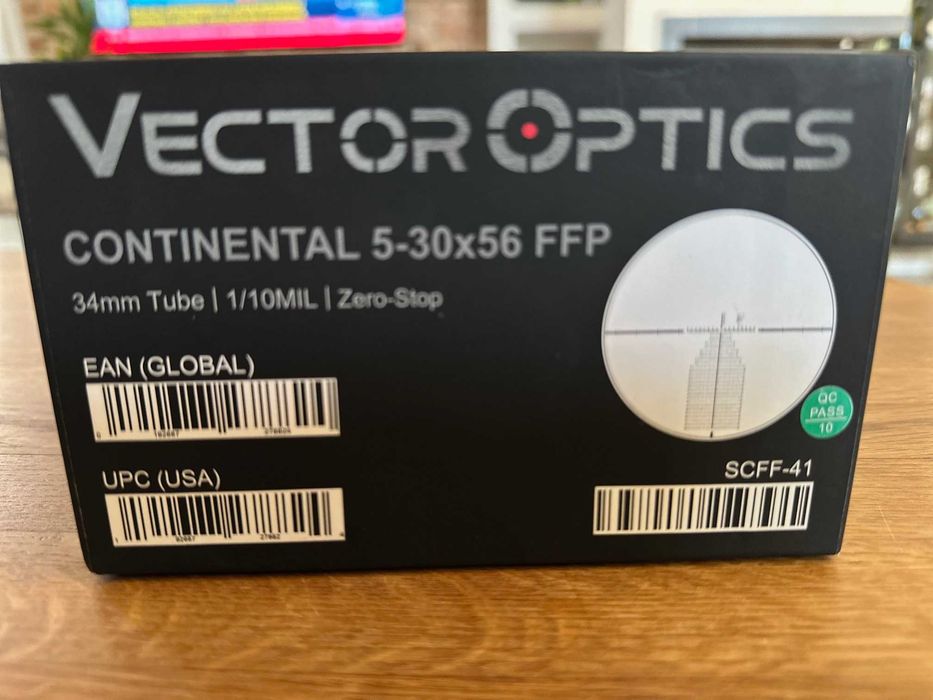 VECTOR OPTICS
CONTINENTAL 5-30x56 FFP
34mm Tube | 1/10MIL | Zero-Stop
EAN (GLOBAL)
UPC (USA)
QC
PASS
10
SCFF-41